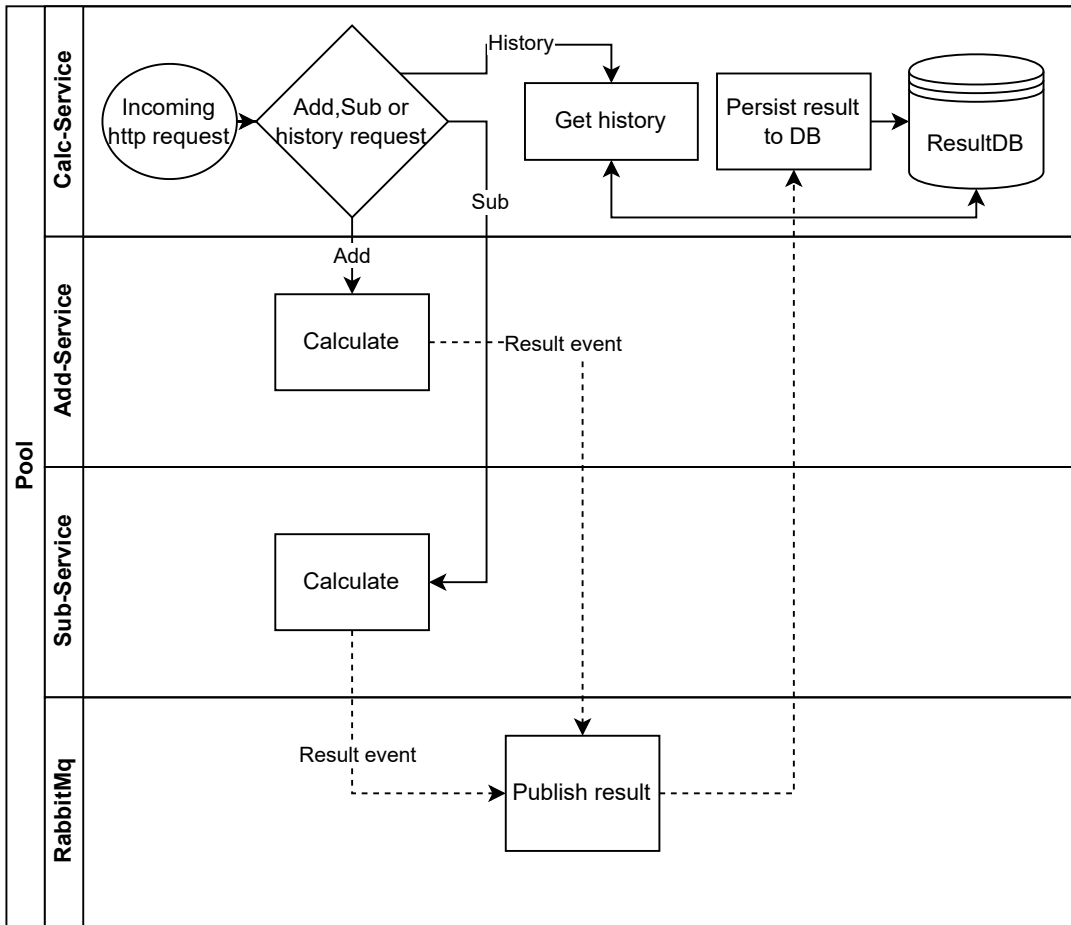 Pool
Calc-Service
Incoming
http request
Add,Sub or
history request
History
Get history
Persist result
to DB
ResultDB
Sub
Add
Add-Service
Calculate
Result event
Sub-Service
Calculate
RabbitMq
Result event
Publish result